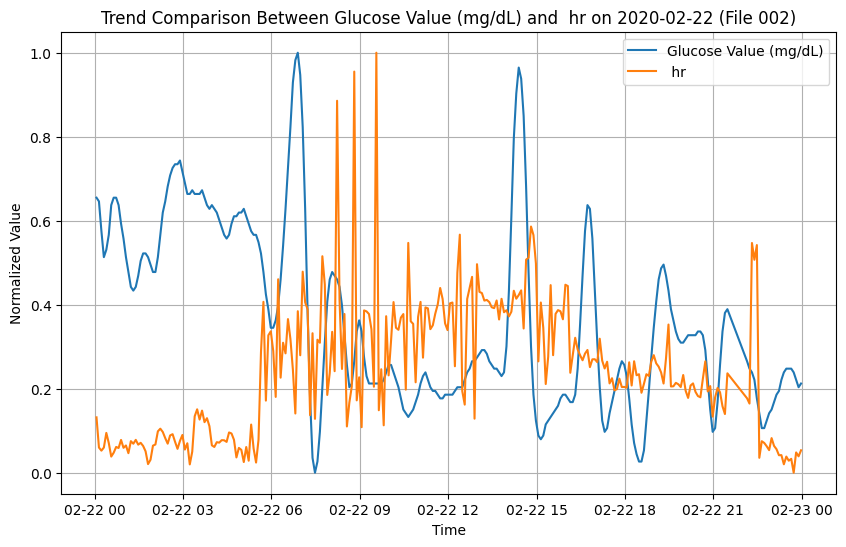 Trend Comparison Between Glucose Value (mg/dL) and  hr on 2020-02-22 (File 002)
Glucose Value (mg/dL)
hr
Normalized Value
1.0
0.8
0.6
0.4
0.2
0.0
02-22 00 02-22 03 02-22 06 02-22 09 02-22 12 02-22 15 02-22 18 02-22 21 02-23 00
Time